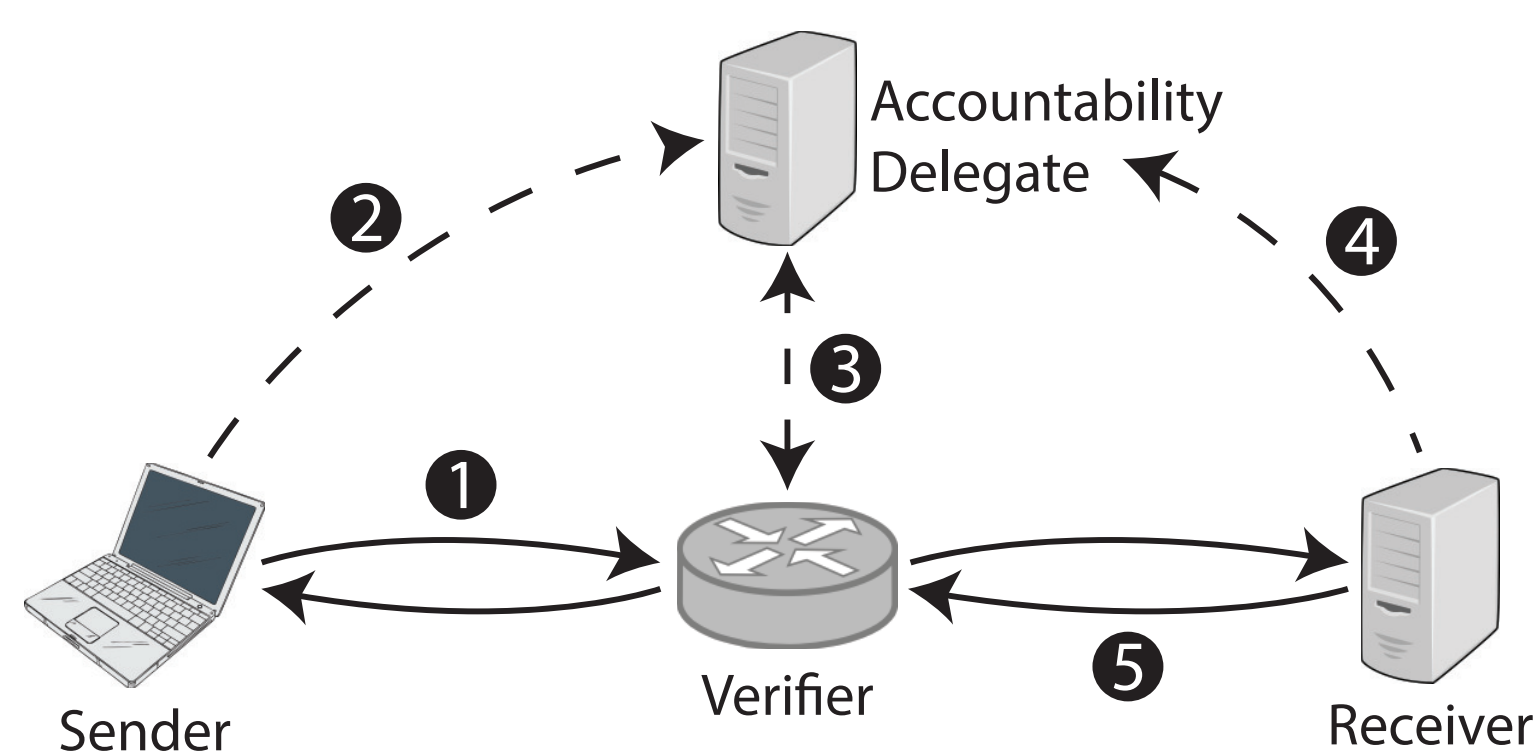 Accountability
Delegate
2
4
3
1
Verifier
5
Sender
Receiver